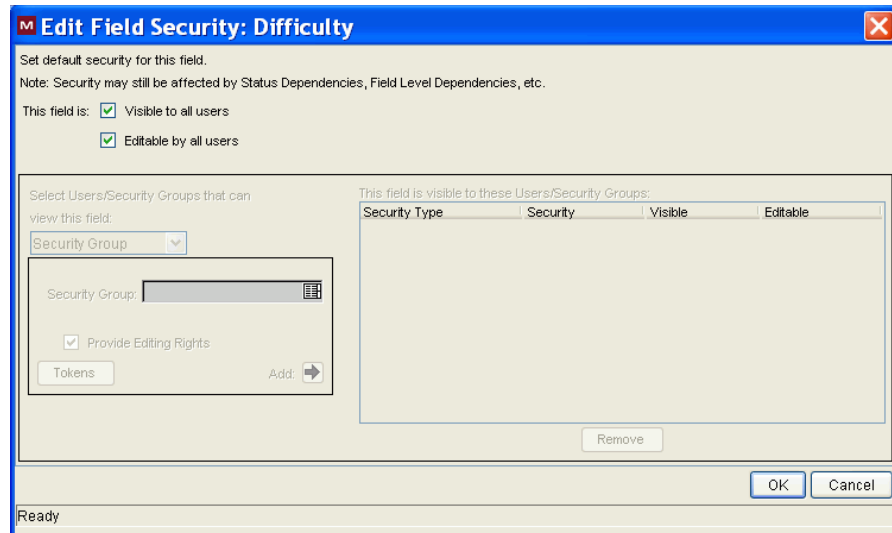 M Edit Field Security: Difficulty
Set default security for this field.
Note: Security may still be affected by Status Dependencies, Field Level Dependencies, etc.
This field is: Visible to all users
Editable by all users
Select Users/Security Groups that can
view this field:
Security Group
Security Group:
Provide Editing Rights
Tokens Add:
This field is visible to these Users/Security Groups:
Security Type Security Visible Editable
Remove
OK Cancel
Ready